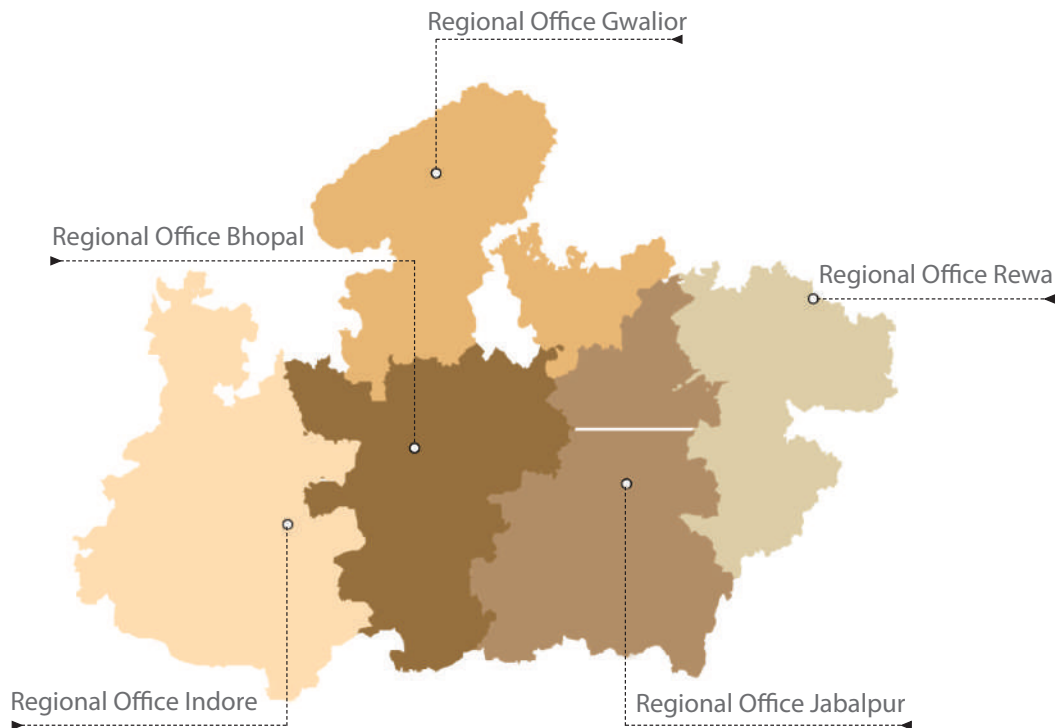 Regional Office Gwalior
Regional Office Bhopal
Regional Office Rewa
Regional Office Indore
Regional Office Jabalpur